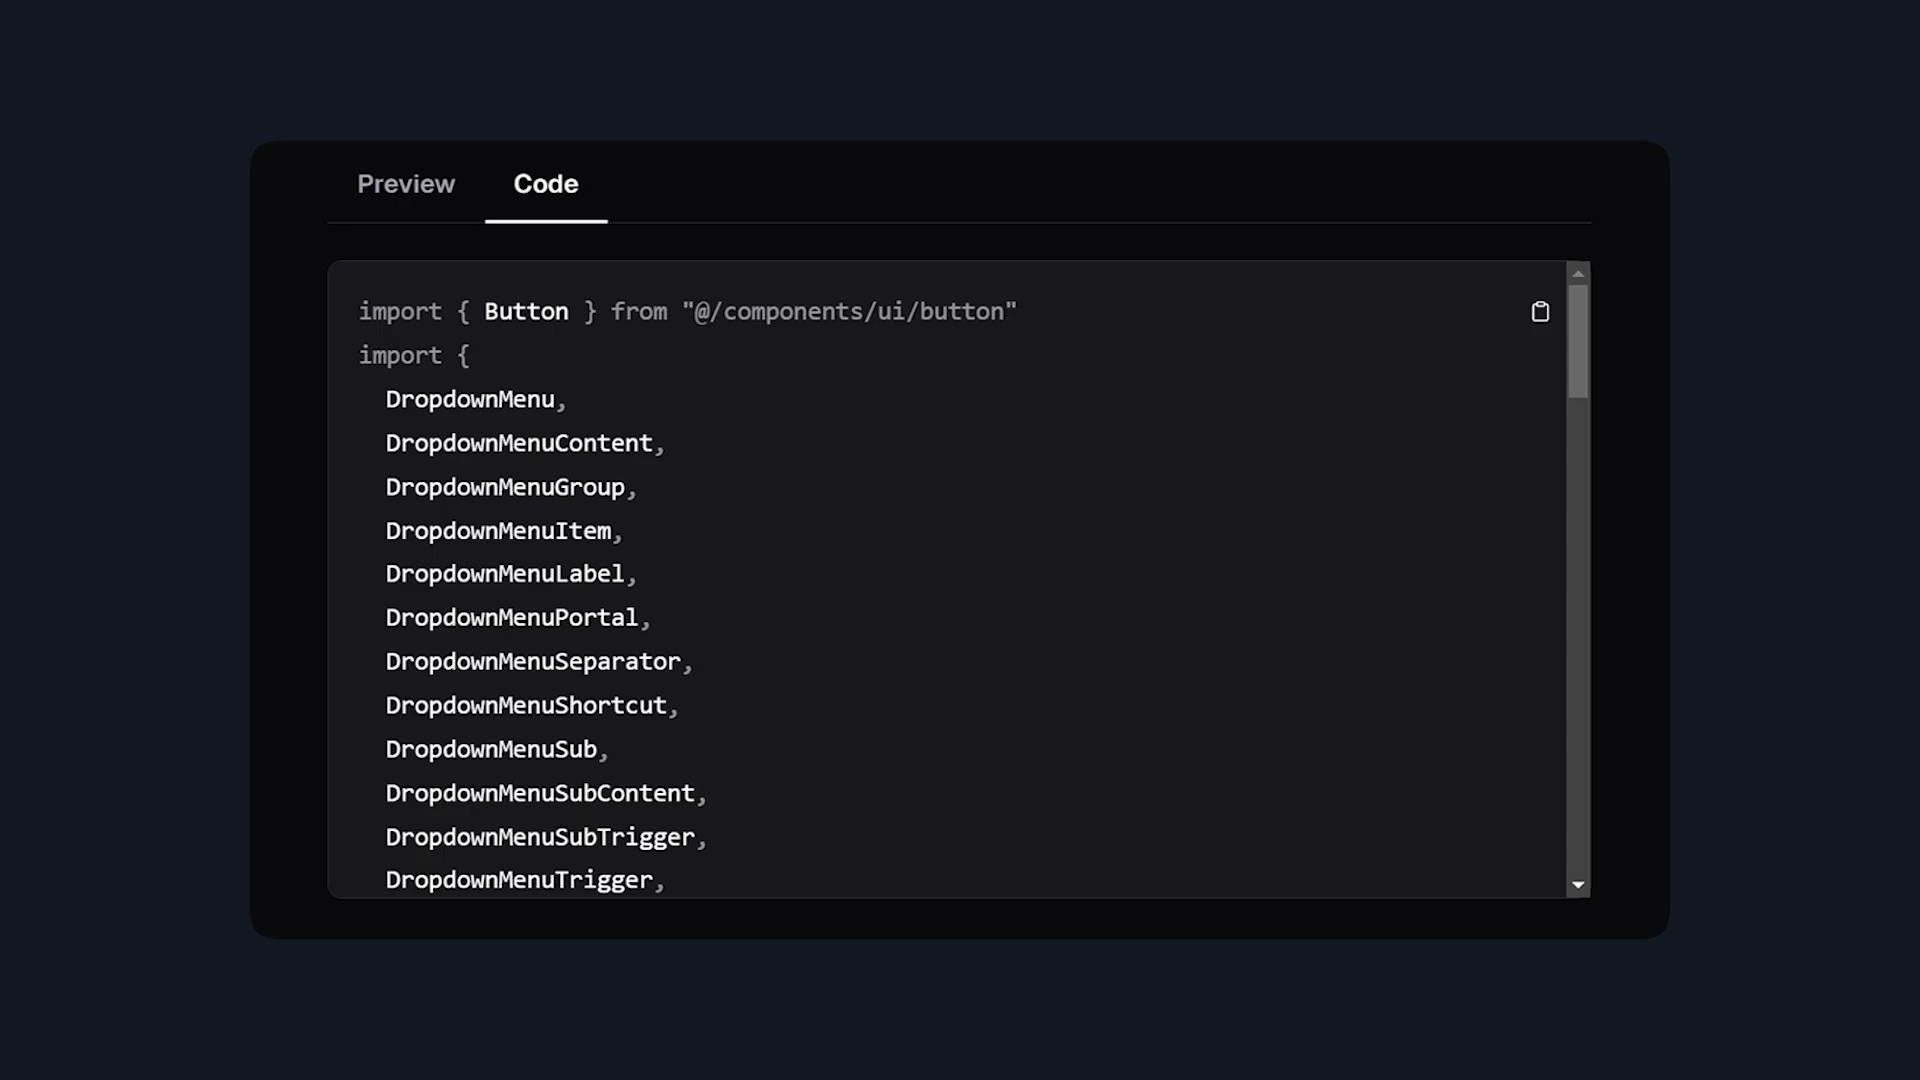 Preview Code
import { Button } from "@/components/ui/button"
import {
DropdownMenu,
DropdownMenuContent,
DropdownMenuGroup,
DropdownMenuItem,
DropdownMenuLabel,
DropdownMenuPortal,
DropdownMenuSeparator,
DropdownMenuShortcut,
DropdownMenuSub,
DropdownMenuSubContent,
DropdownMenuSubTrigger,
DropdownMenuTrigger,